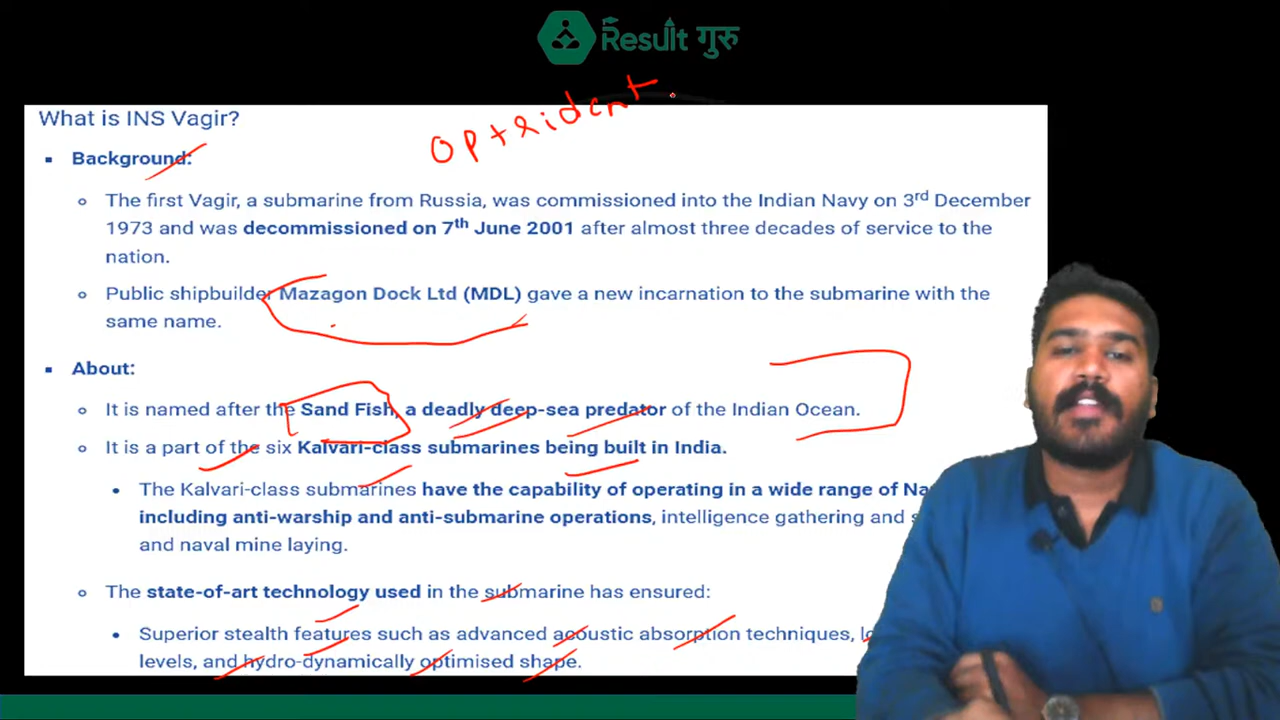 Result गुरु
op trident
What is INS Vagir?
▪ Background:
○ The first Vagir, a submarine from Russia, was commissioned into the Indian Navy on 3rd December
1973 and was decommissioned on 7th June 2001 after almost three decades of service to the
nation.
○ Public shipbuilder Mazagon Dock Ltd (MDL) gave a new incarnation to the submarine with the
same name.
▪ About:
○ It is named after the Sand Fish, a deadly deep-sea predator of the Indian Ocean.
○ It is a part of the six Kalvari-class submarines being built in India.
• The Kalvari-class submarines have the capability of operating in a wide range of
including anti-warship and anti-submarine operations, intelligence gathering and
and naval mine laying.
○ The state-of-art technology used in the submarine has ensured:
• Superior stealth features such as advanced acoustic absorption techniques,
levels, and hydro-dynamically optimised shape.